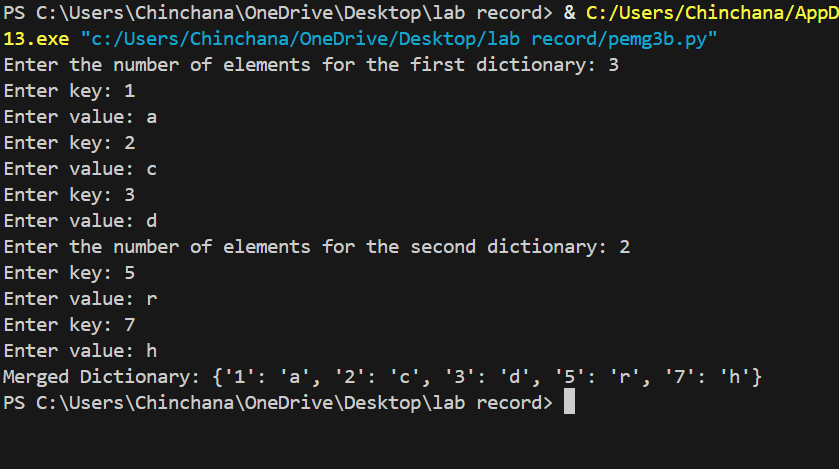 PS C:\Users\Chinchana\OneDrive\Desktop\lab record> & C:/Users/Chinchana/AppD
13.exe "c:/Users/Chinchana/OneDrive/Desktop/lab record/pemg3b.py"
Enter the number of elements for the first dictionary: 3
Enter key: 1
Enter value: a
Enter key: 2
Enter value: c
Enter key: 3
Enter value: d
Enter the number of elements for the second dictionary: 2
Enter key: 5
Enter value: r
Enter key: 7
Enter value: h
Merged Dictionary: {'1': 'a', '2': 'c', '3': 'd', '5': 'r', '7': 'h'}
PS C:\Users\Chinchana\OneDrive\Desktop\lab record>